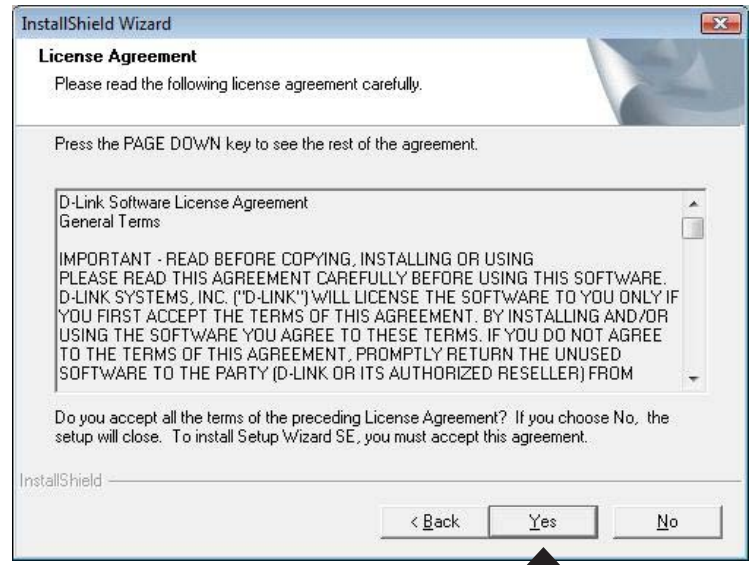 InstallShield Wizard
License Agreement
Please read the following license agreement carefully.
Press the PAGE DOWN key to see the rest of the agreement.
D-Link Software License Agreement
General Terms
IMPORTANT - READ BEFORE COPYING, INSTALLING OR USING
PLEASE READ THIS AGREEMENT CAREFULLY BEFORE USING THIS SOFTWARE.
D-LINK SYSTEMS, INC. ("D-LINK") WILL LICENSE THE SOFTWARE TO YOU ONLY IF
YOU FIRST ACCEPT THE TERMS OF THIS AGREEMENT. BY INSTALLING AND/OR
USING THE SOFTWARE YOU AGREE TO THESE TERMS. IF YOU DO NOT AGREE
TO THE TERMS OF THIS AGREEMENT, PROMPTLY RETURN THE UNUSED
SOFTWARE TO THE PARTY (D-LINK OR ITS AUTHORIZED RESELLER) FROM
Do you accept all the terms of the preceding License Agreement? If you choose No, the
setup will close. To install Setup Wizard SE, you must accept this agreement.
InstallShield
< Back Yes No